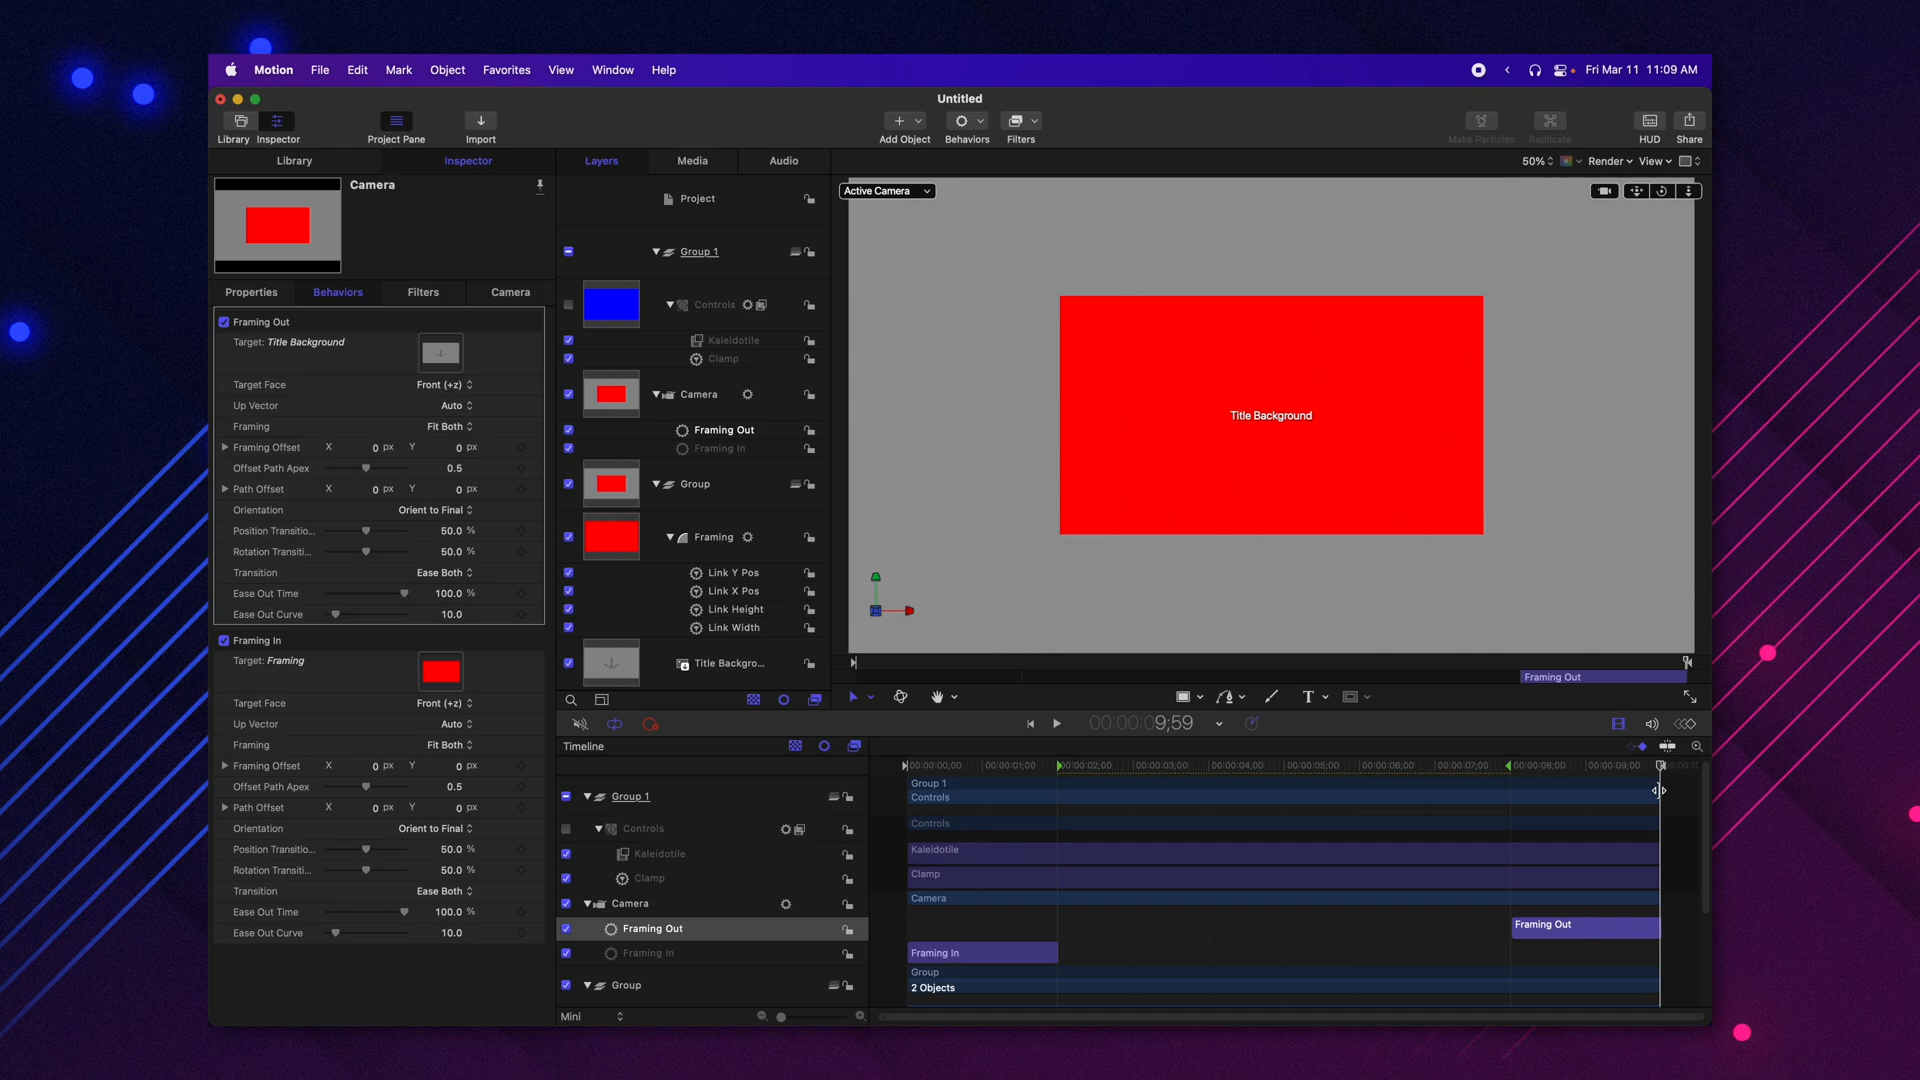 Motion File Edit Mark Object Favorites View Window Help Fri Mar 11 11:09 AM
Untitled
Library Inspector Project Pane Import Add Object Behaviors Filters Make Particles Replicate HUD Share
Library Inspector Layers Media Audio 50% Render View
Camera
Properties Behaviors Filters Camera
Framing Out
Target: Title Background
Target Face Front (+z)
Up Vector Auto
Framing Fit Both
Framing Offset X 0 px Y 0 px
Offset Path Apex 0.5
Path Offset X 0 px Y 0 px
Orientation Orient to Final
Position Transitio... 50.0 %
Rotation Transiti... 50.0 %
Transition Ease Both
Ease Out Time 100.0 %
Ease Out Curve 10.0
Framing In
Target: Framing
Target Face Front (+z)
Up Vector Auto
Framing Fit Both
Framing Offset X 0 px Y 0 px
Offset Path Apex 0.5
Path Offset X 0 px Y 0 px
Orientation Orient to Final
Position Transitio... 50.0 %
Rotation Transiti... 50.0 %
Transition Ease Both
Ease Out Time 100.0 %
Ease Out Curve 10.0
Project
Group 1
Controls
Kaleidotile
Clamp
Camera
Framing Out
Framing In
Group
Framing
Link Y Pos
Link X Pos
Link Height
Link Width
Title Backgro...
Active Camera
Title Background
Framing Out
T
00:00:09;59
Timeline
00:00:00;00 00:00:01;00 00:00:02;00 00:00:03;00 00:00:04;00 00:00:05;00 00:00:06;00 00:00:07;00 00:00:08;00 00:00:09;00
Group 1
Controls
Kaleidotile
Clamp
Camera
Framing Out
Framing In
Group
Mini
Group 1
Controls
Controls
Kaleidotile
Clamp
Camera
Framing Out
Framing In
Group
2 Objects